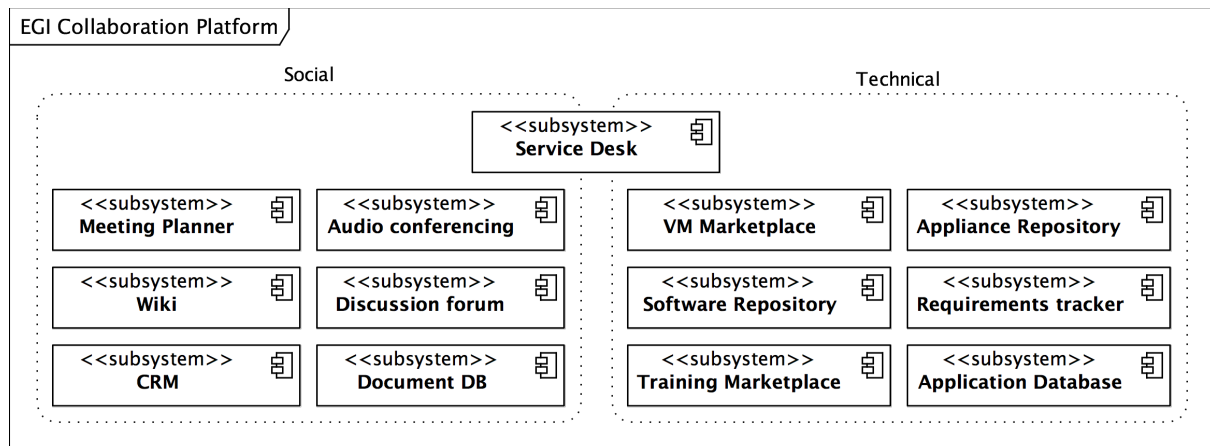 EGI Collaboration Platform
Social
Technical
<<subsystem>>
Service Desk
<<subsystem>>
Meeting Planner
<<subsystem>>
Audio conferencing
<<subsystem>>
VM Marketplace
<<subsystem>>
Appliance Repository
<<subsystem>>
Wiki
<<subsystem>>
Discussion forum
<<subsystem>>
Software Repository
<<subsystem>>
Requirements tracker
<<subsystem>>
CRM
<<subsystem>>
Document DB
<<subsystem>>
Training Marketplace
<<subsystem>>
Application Database